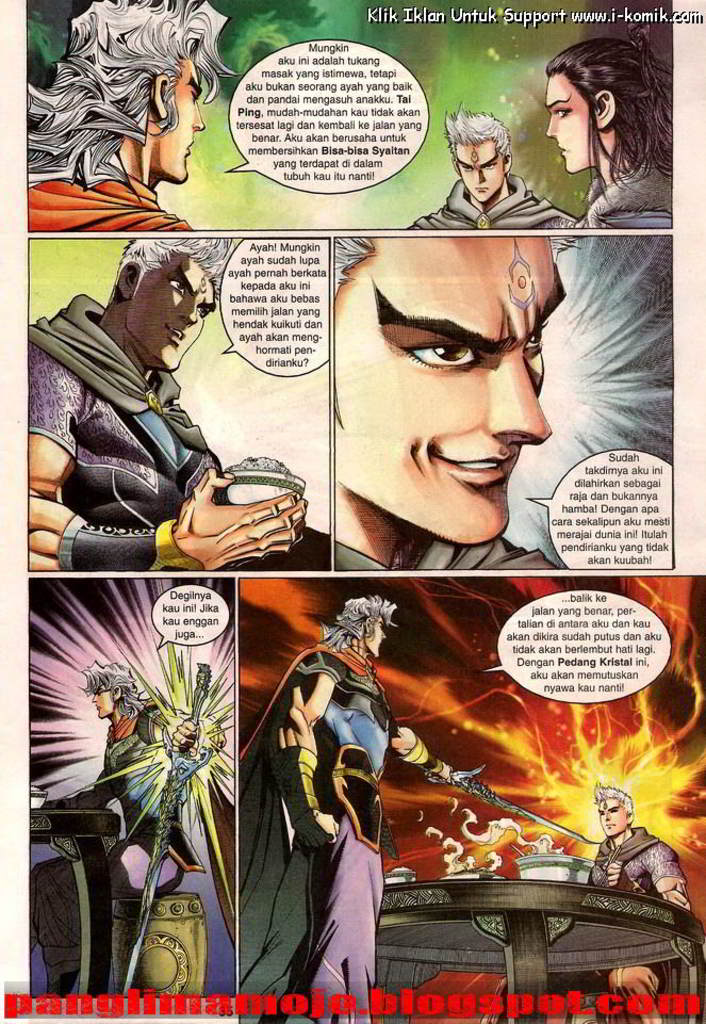 Klik Iklan Untuk Support www.i-komik.com
Mungkin
aku ini adalah tukang
masak yang istimewa, tetapi
aku bukan seorang ayah yang baik
dan pandai mengasuh anakku. Tai
Ping, mudah-mudahan kau tidak akan
tersesat lagi dan kembali ke jalan yang
benar. Aku akan berusaha untuk
membersihkan Bisa-bisa Syaitan
yang terdapat di dalam
tubuh kau itu nanti!
Ayah! Mungkin
ayah sudah lupa
ayah pernah berkata
kepada aku ini
bahawa aku bebas
memilih jalan yang
hendak kuikuti dan
ayah akan meng-
hormati pen-
dirianku?
Sudah
takdirnya aku ini
dilahirkan sebagai
raja dan bukannya
hamba! Dengan apa
cara sekalipun aku mesti
merajai dunia ini! Itulah
pendirianku yang tidak
akan kuubah!
Degilnya
kau ini! Jika
kau enggan
juga...
...balik ke
jalan yang benar, per-
talian di antara aku dan kau
akan dikira sudah putus dan aku
tidak akan berlembut hati lagi.
Dengan Pedang Kristal ini,
aku akan memutuskan
nyawa kau nanti!
panglimamoje.blogspot.com
35